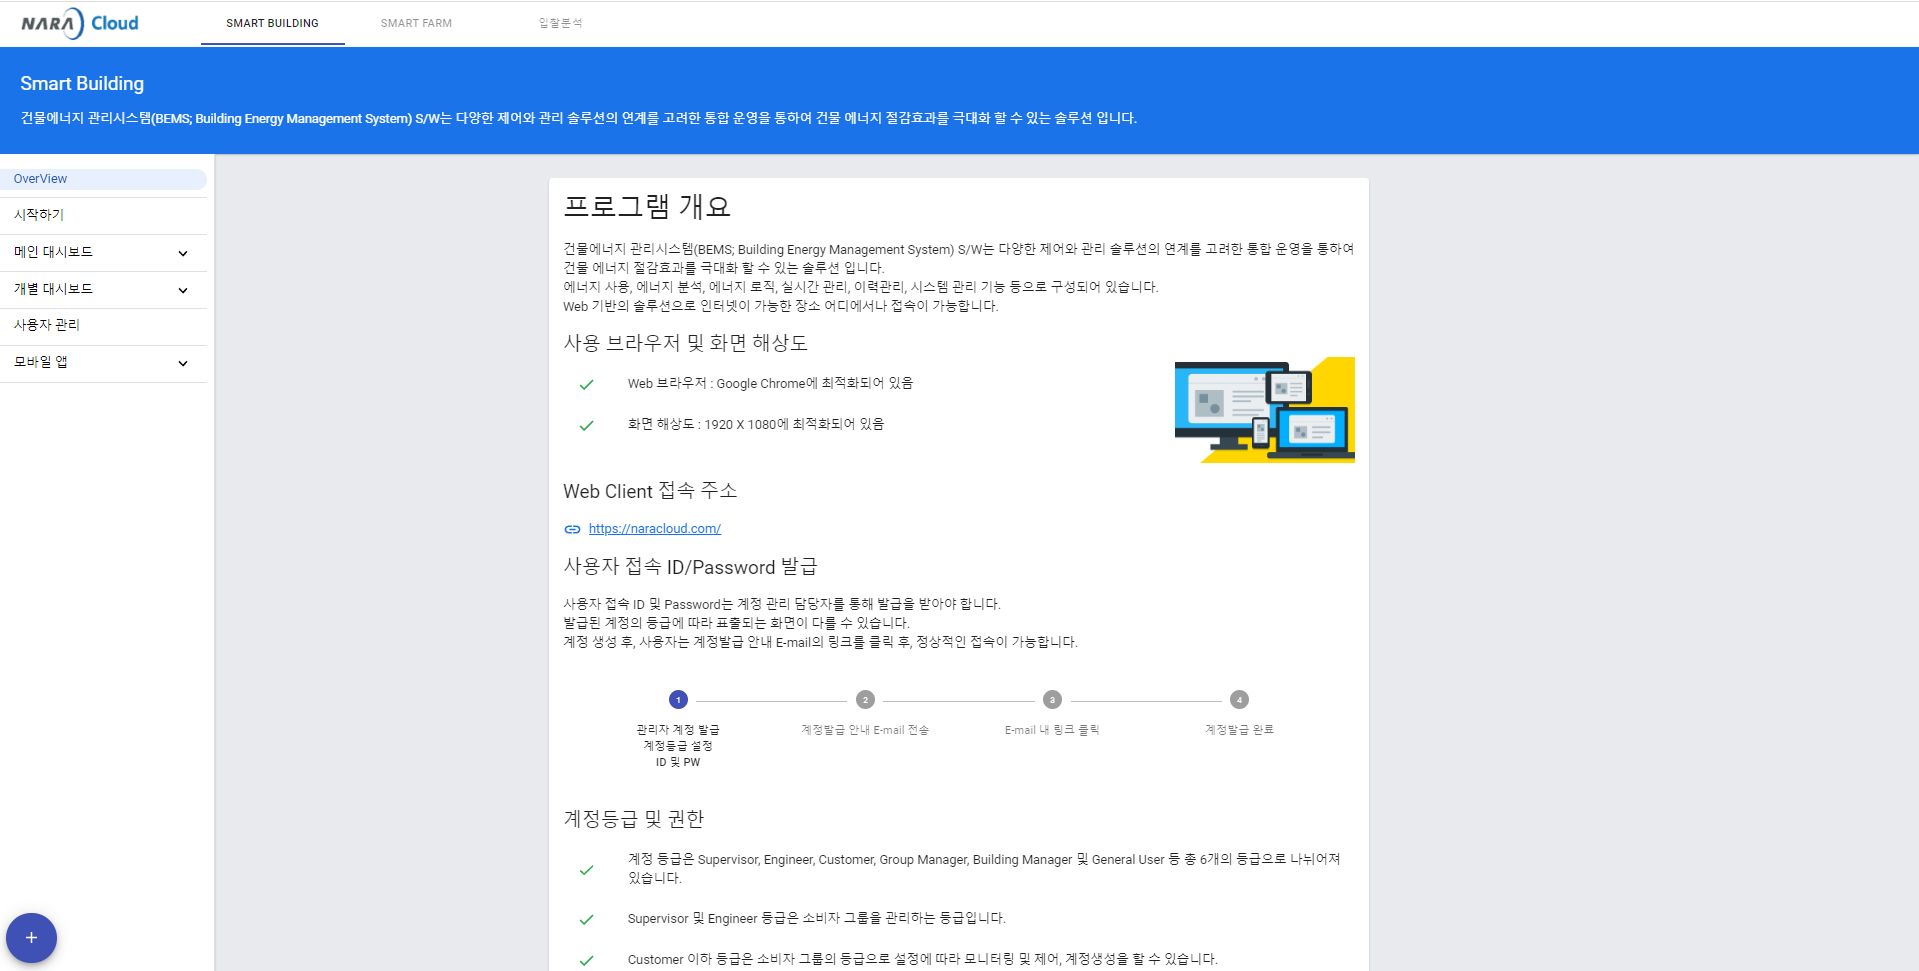 NARA Cloud
SMART BUILDING
SMART FARM
입찰분석
Smart Building
건물에너지 관리시스템(BEMS; Building Energy Management System) S/W는 다양한 제어와 관리 솔루션의 연계를 고려한 통합 운영을 통하여 건물 에너지 절감효과를 극대화 할 수 있는 솔루션 입니다.
OverView
시작하기
메인 대시보드
개별 대시보드
사용자 관리
모바일 앱
프로그램 개요
건물에너지 관리시스템(BEMS; Building Energy Management System) S/W는 다양한 제어와 관리 솔루션의 연계를 고려한 통합 운영을 통하여
건물 에너지 절감효과를 극대화 할 수 있는 솔루션 입니다.
에너지 사용, 에너지 분석, 에너지 로직, 실시간 관리, 이력관리, 시스템 관리 기능 등으로 구성되어 있습니다.
Web 기반의 솔루션으로 인터넷이 가능한 장소 어디에서나 접속이 가능합니다.
사용 브라우저 및 화면 해상도
Web 브라우저 : Google Chrome에 최적화되어 있음
화면 해상도 : 1920 X 1080에 최적화되어 있음
Web Client 접속 주소
https://naracloud.com/
사용자 접속 ID/Password 발급
사용자 접속 ID 및 Password는 계정 관리 담당자를 통해 발급을 받아야 합니다.
발급된 계정의 등급에 따라 표출되는 화면이 다를 수 있습니다.
계정 생성 후, 사용자는 계정발급 안내 E-mail의 링크를 클릭 후, 정상적인 접속이 가능합니다.
1
관리자 계정 발급
계정등급 설정
ID 및 PW
2
계정발급 안내 E-mail 전송
3
E-mail 내 링크 클릭
4
계정발급 완료
계정등급 및 권한
계정 등급은 Supervisor, Engineer, Customer, Group Manager, Building Manager 및 General User 등 총 6개의 등급으로 나뉘어져
있습니다.
Supervisor 및 Engineer 등급은 소비자 그룹을 관리하는 등급입니다.
Customer 이하 등급은 소비자 그룹의 등급으로 설정에 따라 모니터링 및 제어, 계정생성을 할 수 있습니다.
+